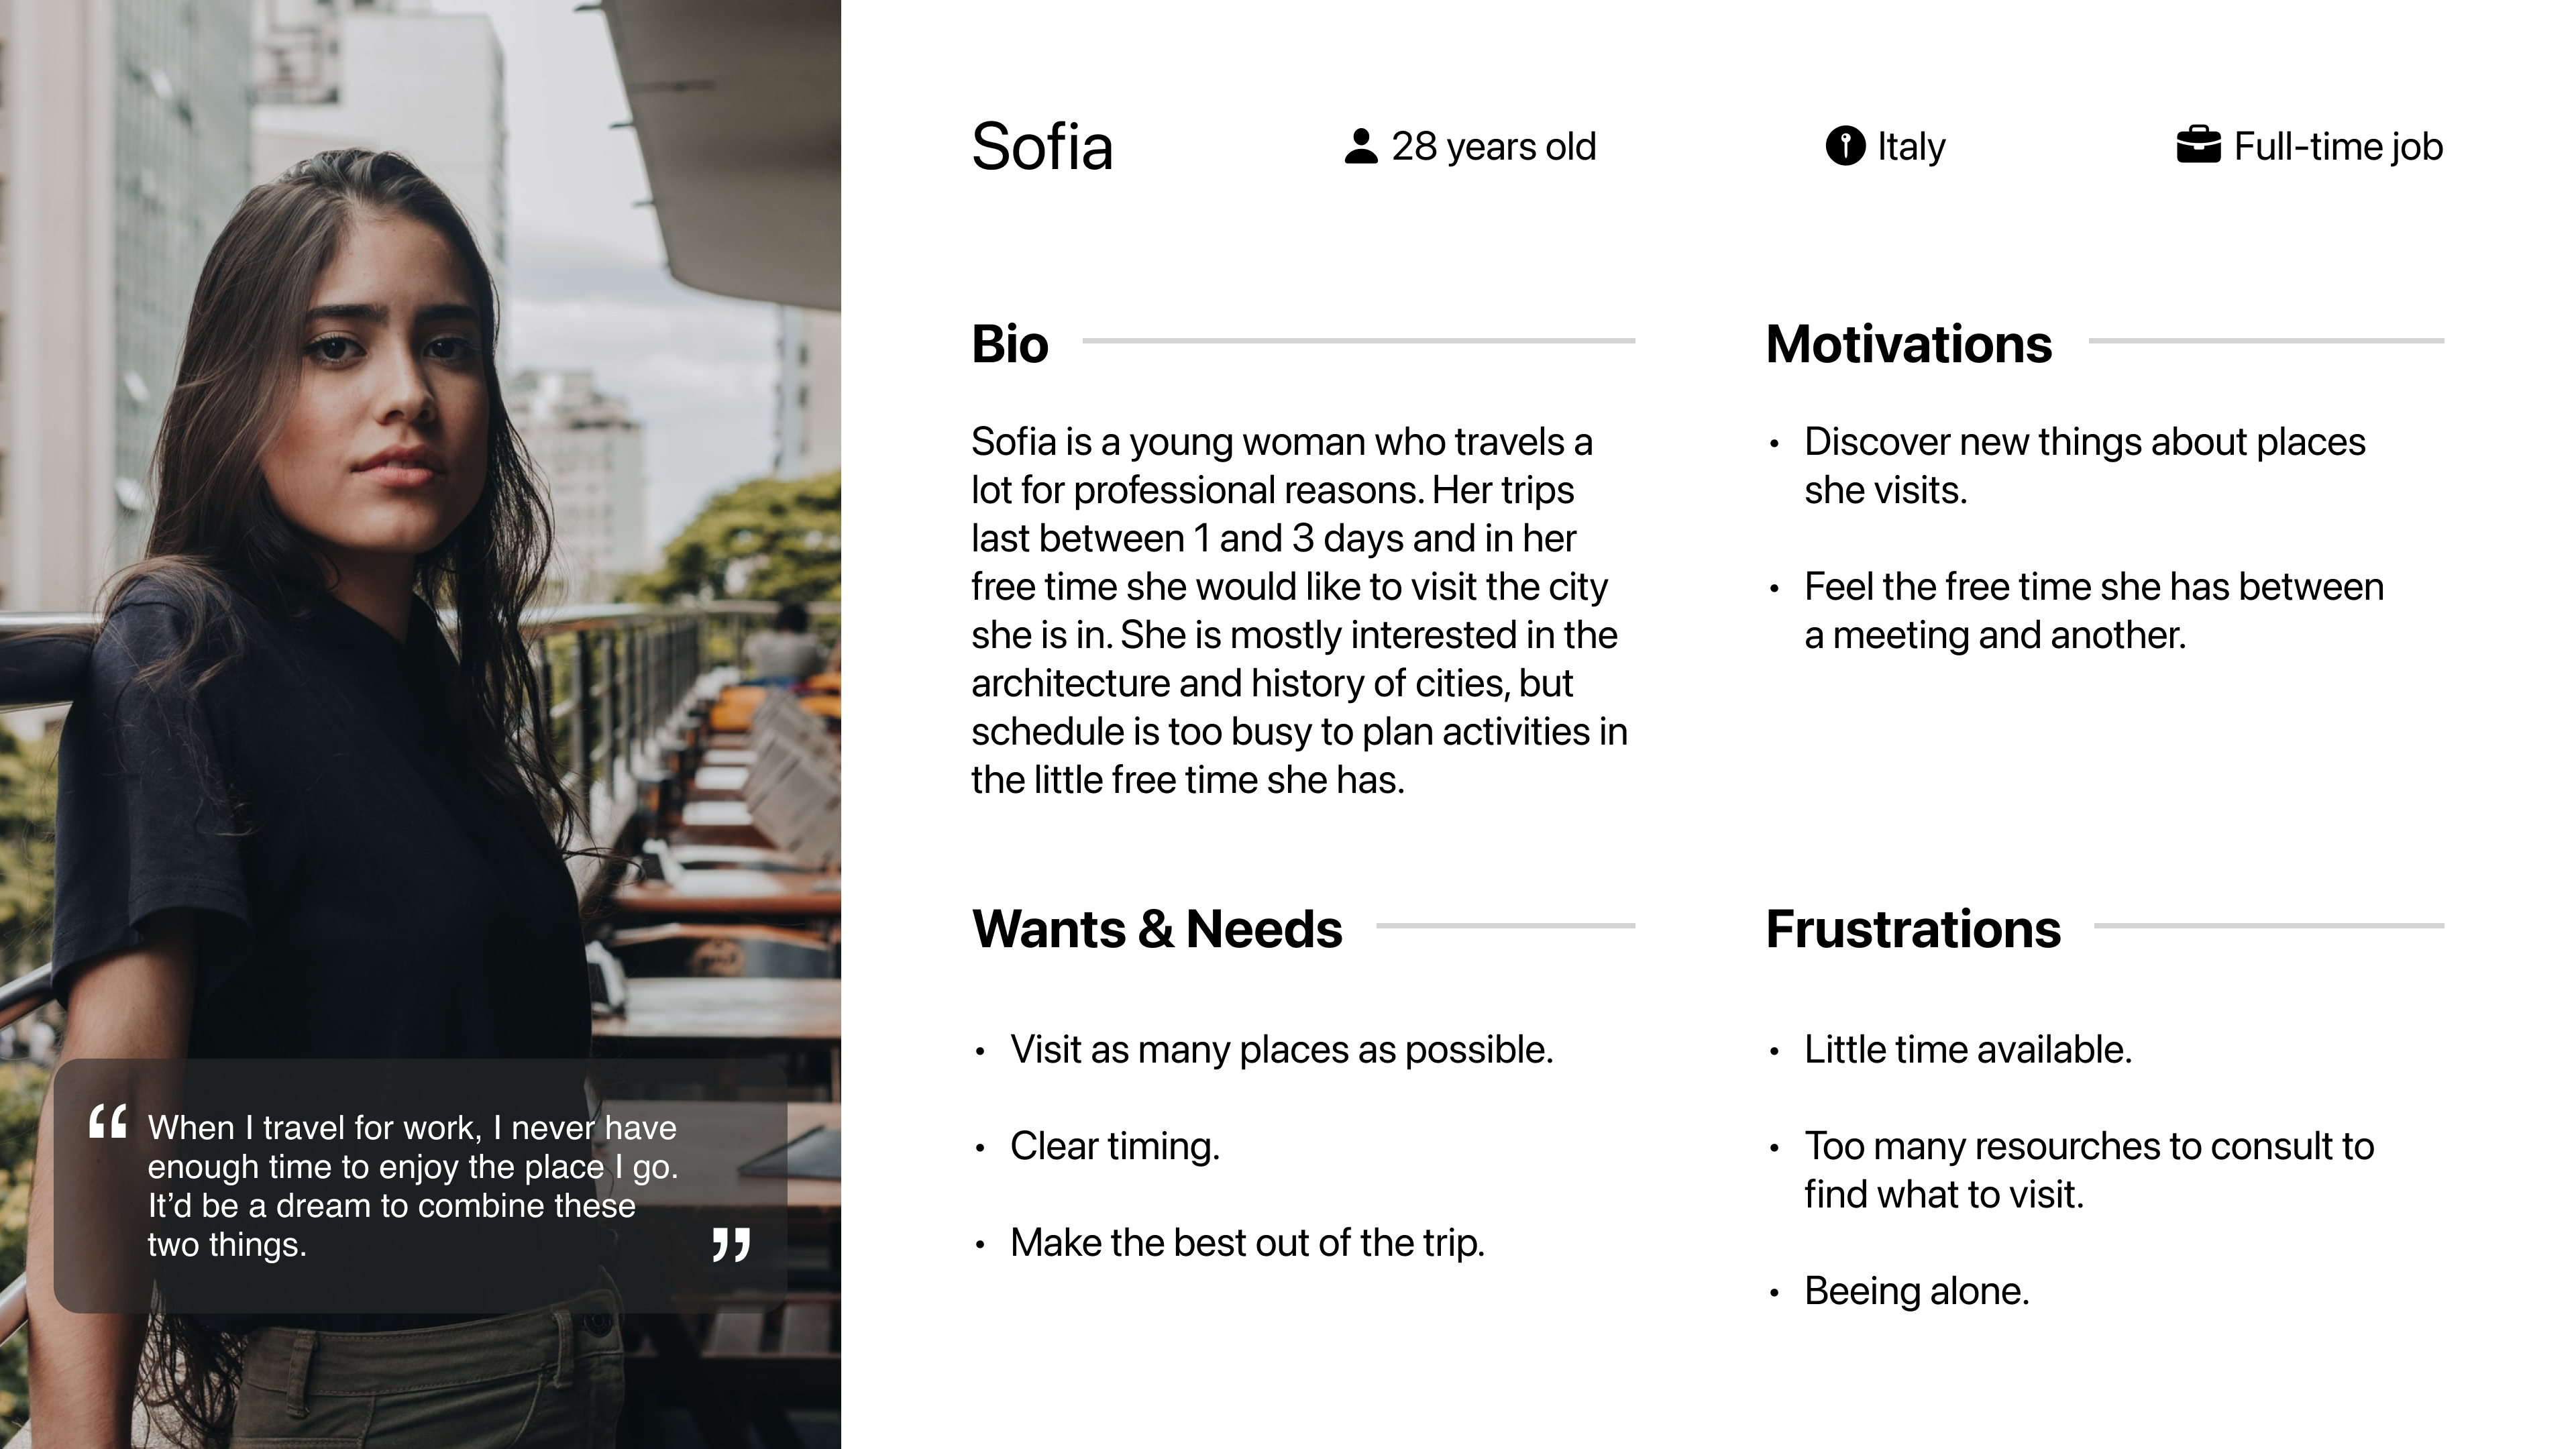 Sofia
28 years old
Italy
Full-time job
Bio
Sofia is a young woman who travels a
lot for professional reasons. Her trips
last between 1 and 3 days and in her
free time she would like to visit the city
she is in. She is mostly interested in the
architecture and history of cities, but
schedule is too busy to plan activities in
the little free time she has.
Motivations
• Discover new things about places
she visits.
• Feel the free time she has between
a meeting and another.
Wants & Needs
• Visit as many places as possible.
• Clear timing.
• Make the best out of the trip.
Frustrations
• Little time available.
• Too many resourches to consult to
find what to visit.
• Beeing alone.
“ When I travel for work, I never have
enough time to enjoy the place I go.
It’d be a dream to combine these
two things. ”